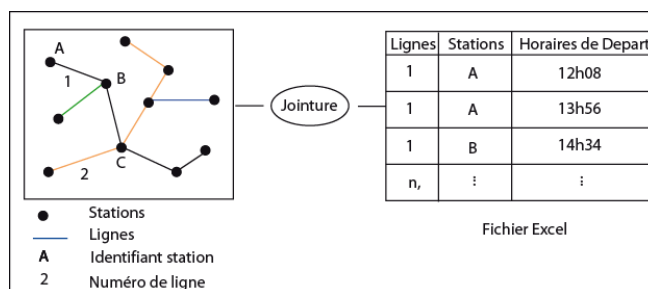 A
1
B
C
2
Stations
Lignes
A Identifiant station
2 Numéro de ligne
Jointure
Lignes Stations Horaires de Depart
1 A 12h08
1 A 13h56
1 B 14h34
n, ⋮ ⋮
Fichier Excel